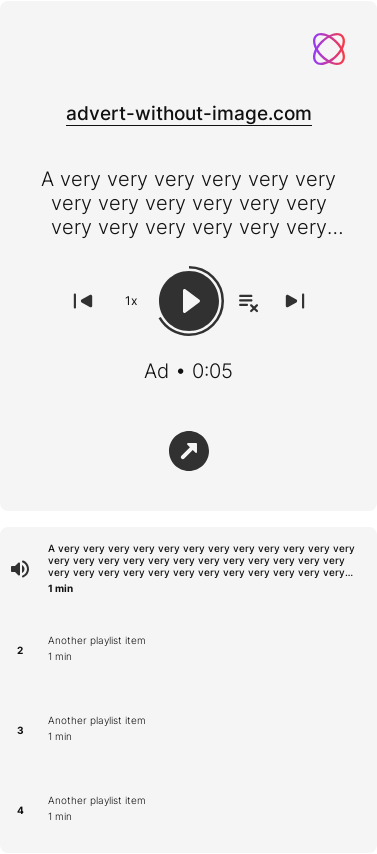 advert-without-image.com
A very very very very very very
very very very very very very
very very very very very very...
1x
Ad • 0:05
A very very very very very very very very very very very very
very very very very very very very very very very very very
very very very very very very very very very very very very...
1 min
2
Another playlist item
1 min
3
Another playlist item
1 min
4
Another playlist item
1 min